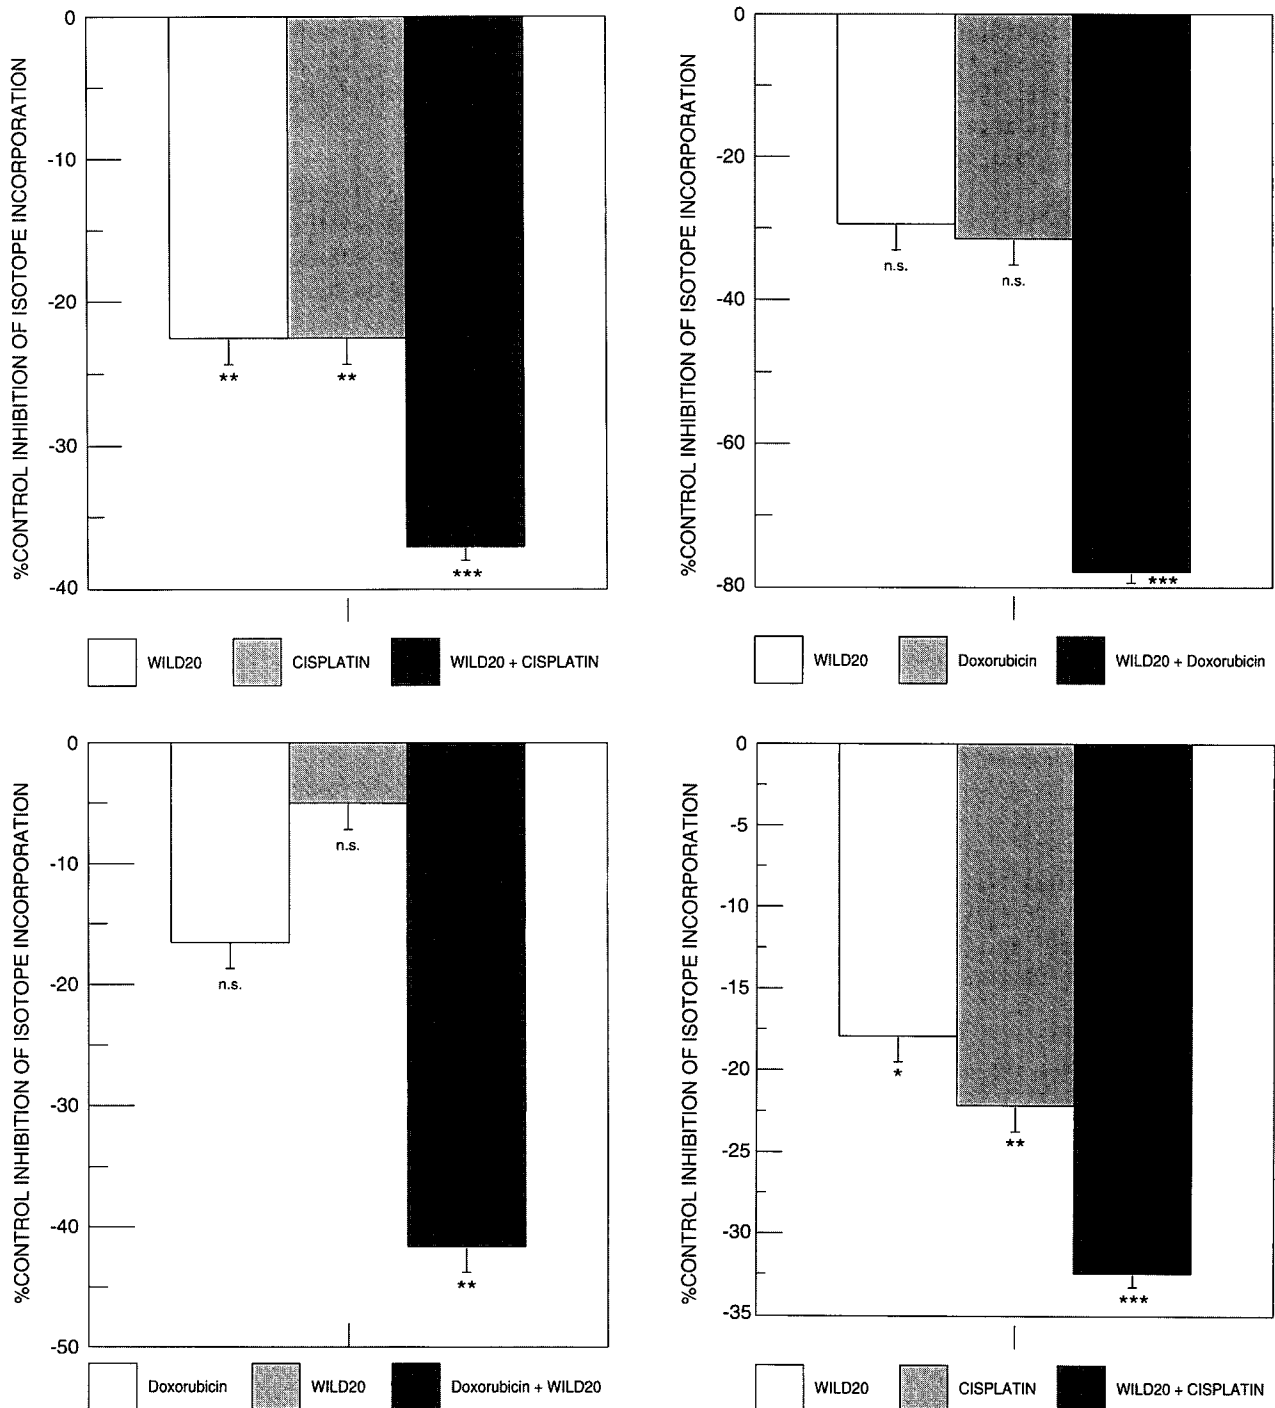 %CONTROL INHIBITION OF ISOTOPE INCORPORATION
0
-10
-20
-30
-40
**
**
***
WILD20 CISPLATIN WILD20 + CISPLATIN
%CONTROL INHIBITION OF ISOTOPE INCORPORATION
0
-20
-40
-60
-80
n.s.
n.s.
***
WILD20 Doxorubicin WILD20 + Doxorubicin
%CONTROL INHIBITION OF ISOTOPE INCORPORATION
0
-10
-20
-30
-40
-50
n.s.
n.s.
**
Doxorubicin WILD20 Doxorubicin + WILD20
%CONTROL INHIBITION OF ISOTOPE INCORPORATION
0
-5
-10
-15
-20
-25
-30
-35
*
**
***
WILD20 CISPLATIN WILD20 + CISPLATIN